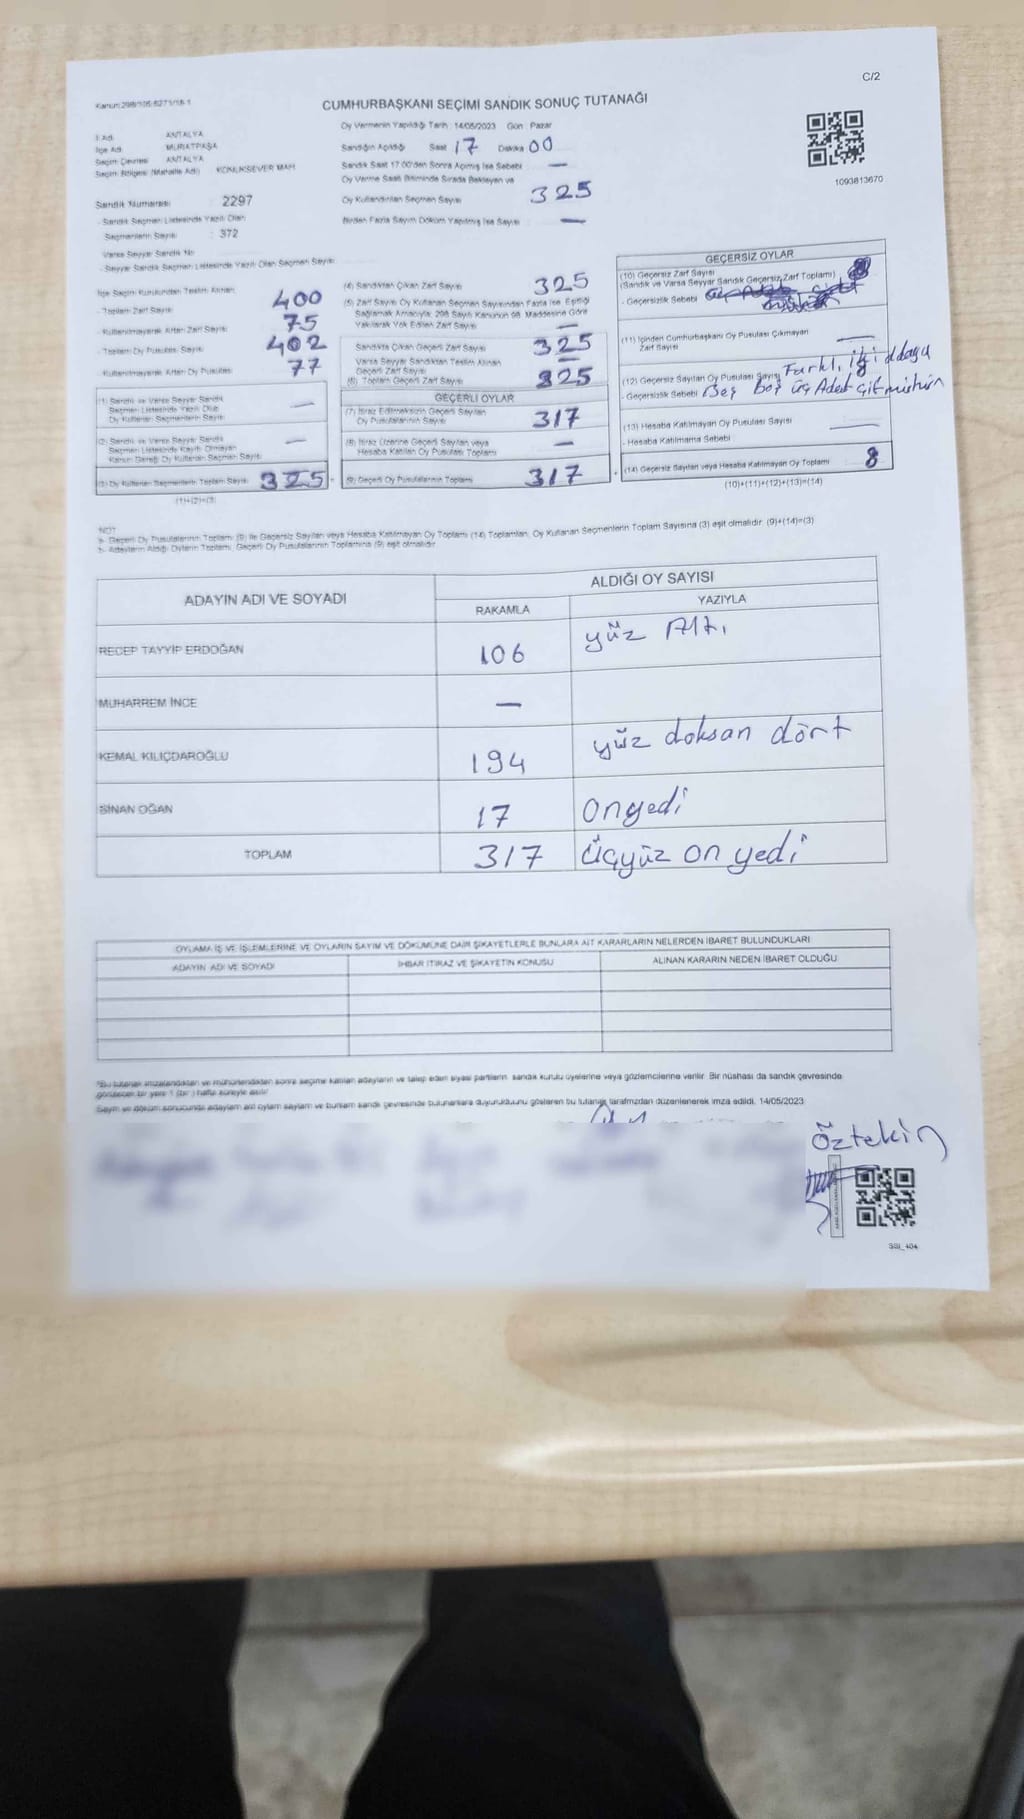 C/2
Kanun:298/106:6271/18-1
CUMHURBAŞKANI SEÇİMİ SANDIK SONUÇ TUTANAĞI
İl Adı ANTALYA
İlçe Adı MURATPAŞA
Seçim Çevresi ANTALYA
Seçim Bölgesi (Mahalle Adı) KONUKSEVER MAH
Sandık Numarası 2297
Sandık Seçmen Listesinde Yazılı Olan
Seçmenlerin Sayısı : 372
Varsa Seyyar Sandık No
- Seyyar Sandık Seçmen Listesinde Yazılı Olan Seçmen Sayısı
Oy Vermenin Yapıldığı Tarih 14/05/2023 Gün Pazar
Sandığın Açıldığı Saat 17 Dakika 00
Sandık Saat 17.00'den Sonra Açılmış İse Sebebi —
Oy Verme Saati Bitiminde Sırada Bekleyen ve
Oy Kullandırılan Seçmen Sayısı 325
Birden Fazla Sayım Döküm Yapılmış İse Sayısı —
1093813670
İlçe Seçim Kurulundan Teslim Alınan
- Toplam Zarf Sayısı 400
- Kullanılmayarak Artan Zarf Sayısı 75
- Toplam Oy Pusulası Sayısı 402
- Kullanılmayarak Artan Oy Pusulası 77
(1) Sandık ve Varsa Seyyar Sandık
Seçmen Listesinde Yazılı Olup
Oy Kullanan Seçmenlerin Sayısı —
(2) Sandık ve Varsa Seyyar Sandık
Seçmen Listesinde Kayıtlı Olmayan
Kanun Gereği Oy Kullanan Seçmen Sayısı —
(3) Oy Kullanan Seçmenlerin Toplam Sayısı 325
(1)+(2)=(3)
(4) Sandıktan Çıkan Zarf Sayısı 325
(5) Zarf Sayısı Oy Kullanan Seçmen Sayısından Fazla İse Eşitliği
Sağlamak Amacıyla, 298 Sayılı Kanunun 98. Maddesine Göre
Yakılarak Yok Edilen Zarf Sayısı —
Sandıkta Çıkan Geçerli Zarf Sayısı 325
Varsa Seyyar Sandıktan Teslim Alınan
Geçerli Zarf Sayısı —
(6) Toplam Geçerli Zarf Sayısı 325
GEÇERLİ OYLAR
(7) İtiraz Edilmeksizin Geçerli Sayılan
Oy Pusulalarının Sayısı 317
(8) İtiraz Üzerine Geçerli Sayılan veya
Hesaba Katılan Oy Pusulası Toplamı —
(9) Geçerli Oy Pusulalarının Toplamı 317
GEÇERSİZ OYLAR
(10) Geçersiz Zarf Sayısı
(Sandık ve Varsa Seyyar Sandık Geçersiz Zarf Toplamı)
- Geçersizlik Sebebi
(11) İçinden Cumhurbaşkanı Oy Pusulası Çıkmayan
Zarf Sayısı —
(12) Geçersiz Sayılan Oy Pusulası Sayısı 8
- Geçersizlik Sebebi Beş Boş üç Adet
(13) Hesaba Katılmayan Oy Pusulası Sayısı —
- Hesaba Katılmama Sebebi
(14) Geçersiz Sayılan veya Hesaba Katılmayan Oy Toplamı 8
(10)+(11)+(12)+(13)=(14)
NOT
a- Geçerli Oy Pusulalarının Toplamı (9) ile Geçersiz Sayılan veya Hesaba Katılmayan Oy Toplamı (14) Toplamları, Oy Kullanan Seçmenlerin Toplam Sayısına (3) eşit olmalıdır. (9)+(14)=(3)
b- Adayların Aldığı Oyların Toplamı, Geçerli Oy Pusulalarının Toplamına (9) eşit olmalıdır.
ADAYIN ADI VE SOYADI ALDIĞI OY SAYISI
RAKAMLA YAZIYLA
RECEP TAYYİP ERDOĞAN 106 yüz Altı
MUHARREM İNCE —
KEMAL KILIÇDAROĞLU 194 yüz doksan dört
SİNAN OĞAN 17 onyedi
TOPLAM 317 Üçyüz on yedi
OYLAMA İŞ VE İŞLEMLERİNE VE OYLARIN SAYIM VE DÖKÜMÜNE DAİR ŞİKAYETLERLE BUNLARA AİT KARARLARIN NELERDEN İBARET BULUNDUKLARI
ADAYIN ADI VE SOYADI İHBAR İTİRAZ VE ŞİKAYETİN KONUSU ALINAN KARARIN NEDEN İBARET OLDUĞU
*Bu tutanak imzalandıktan ve mühürlendikten sonra seçime katılan adayların ve talep eden siyasi partilerin sandık kurulu üyelerine veya gözlemcilerine verilir. Bir nüshası da sandık çevresinde
görülecek bir yere 1 (bir) hafta süreyle asılır.
Sayım ve döküm sonucunda adayların aldığı oyların sayıları ve bunların sandık çevresinde bulunanlara duyurulduğunu gösteren bu tutanak tarafımızdan düzenlenerek imza edildi. 14/05/2023
Öztekin
SSI_404